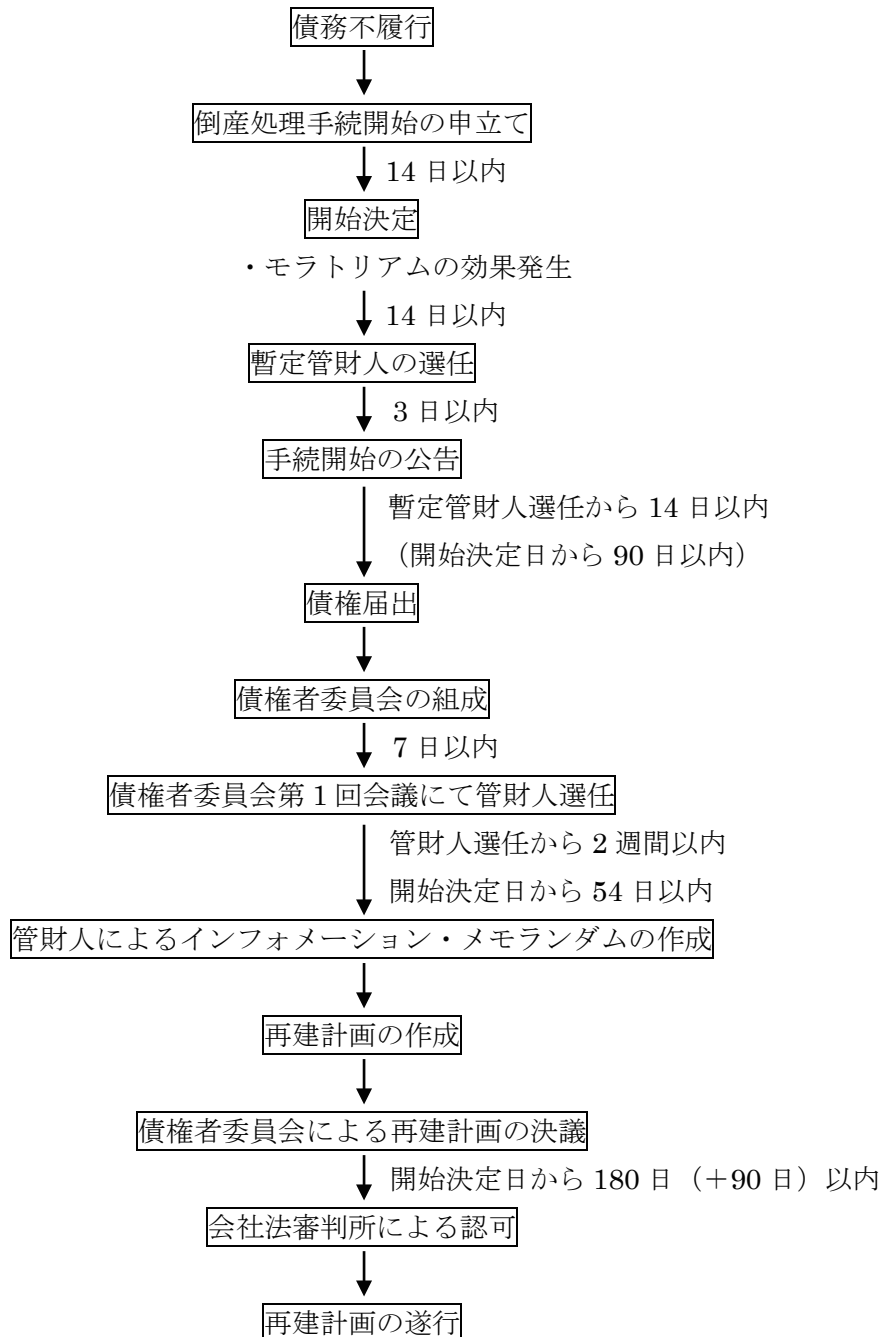 債務不履行
倒産処理手続開始の申立て
14 日以内
開始決定
・モラトリアムの効果発生
14 日以内
暫定管財人の選任
3 日以内
手続開始の公告
暫定管財人選任から 14 日以内
（開始決定日から 90 日以内）
債権届出
債権者委員会の組成
7 日以内
債権者委員会第 1 回会議にて管財人選任
管財人選任から 2 週間以内
開始決定日から 54 日以内
管財人によるインフォメーション・メモランダムの作成
再建計画の作成
債権者委員会による再建計画の決議
開始決定日から 180 日（＋90 日）以内
会社法審判所による認可
再建計画の遂行